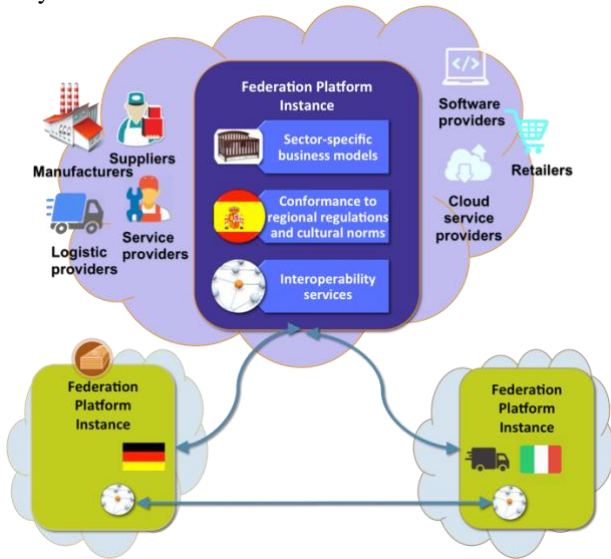 Federation Platform
Instance
Sector-specific
business models
Conformance to
regional regulations
and cultural norms
Interoperability
services
Manufacturers
Suppliers
Logistic
providers
Service
providers
Software
providers
Retailers
Cloud
service
providers
Federation
Platform
Instance
Federation
Platform
Instance